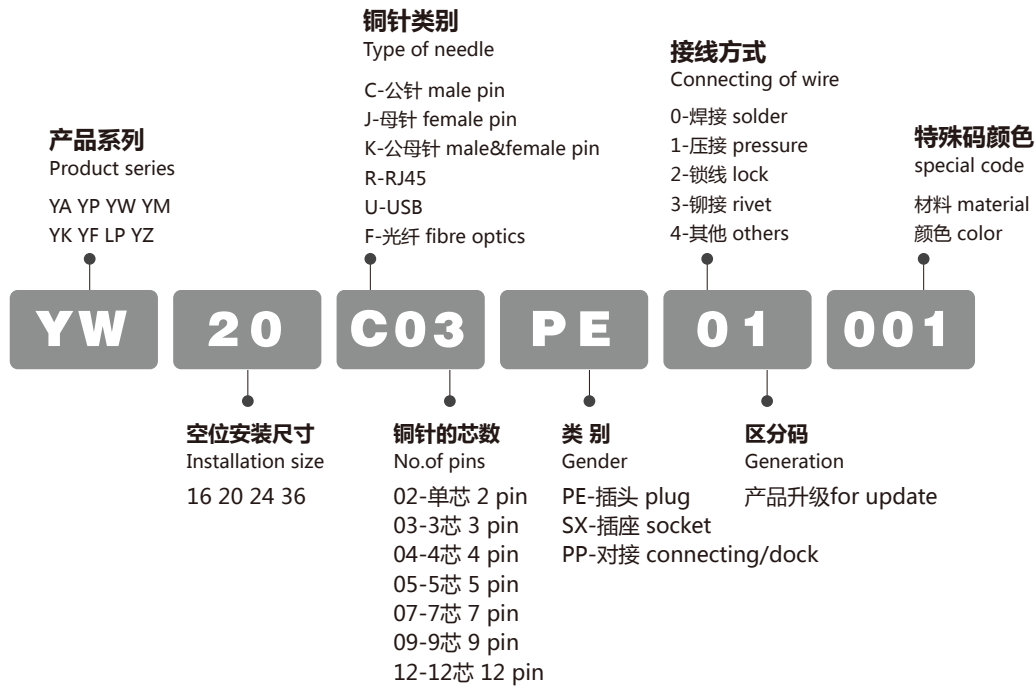 铜针类别
Type of needle
C-公针 male pin
J-母针 female pin
K-公母针 male&female pin
R-RJ45
U-USB
F-光纤 fibre optics
接线方式
Connecting of wire
0-焊接 solder
1-压接 pressure
2-锁线 lock
3-铆接 rivet
4-其他 others
产品系列
Product series
YA YP YW YM
YK YF LP YZ
特殊码颜色
special code
材料 material
颜色 color
YW 20 C03 PE 01 001
空位安装尺寸
Installation size
16 20 24 36
铜针的芯数
No.of pins
02-单芯 2 pin
03-3芯 3 pin
04-4芯 4 pin
05-5芯 5 pin
07-7芯 7 pin
09-9芯 9 pin
12-12芯 12 pin
类 别
Gender
PE-插头 plug
SX-插座 socket
PP-对接 connecting/dock
区分码
Generation
产品升级for update